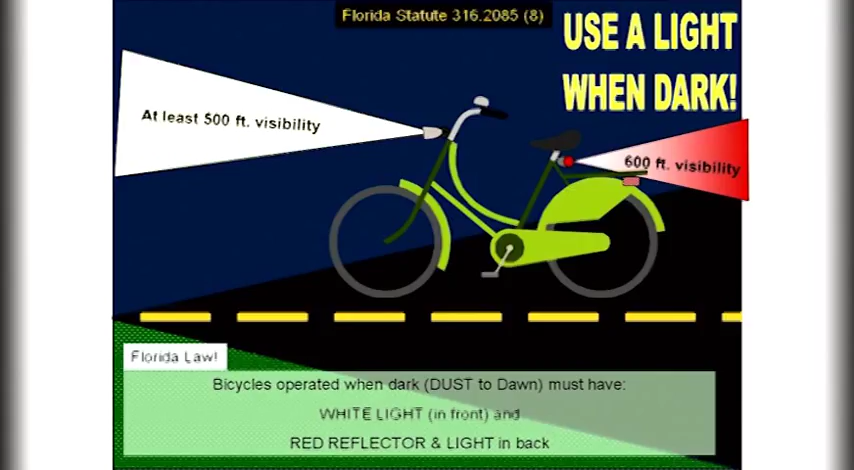 Florida Statute 316.2085 (8)
USE A LIGHT
WHEN DARK!
At least 500 ft. visibility
600 ft. visibility
Florida Law!
Bicycles operated when dark (DUST to Dawn) must have:
WHITE LIGHT (in front) and
RED REFLECTOR & LIGHT in back